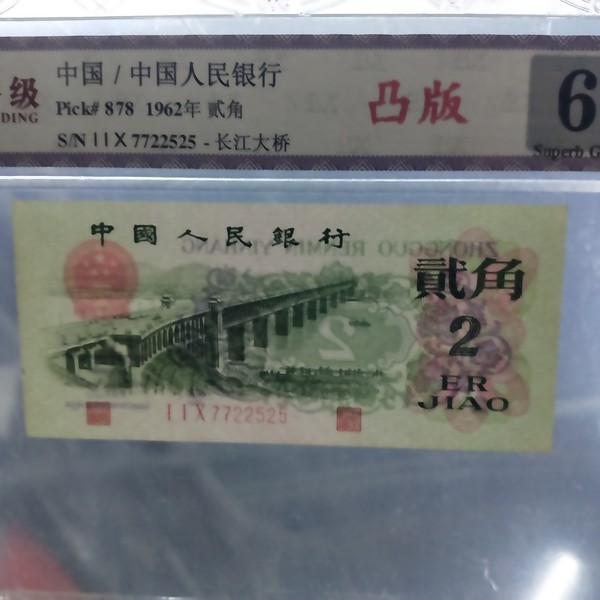 级
DING
中国 / 中国人民银行
Pick# 878 1962年 贰角
S/N I I X 7722525 - 长江大桥
凸版
6
Superb G
中國人民銀行
ZHONGGUO RENMIN YINHANG
貳角
2
2
ER
JIAO
I I X 7722525